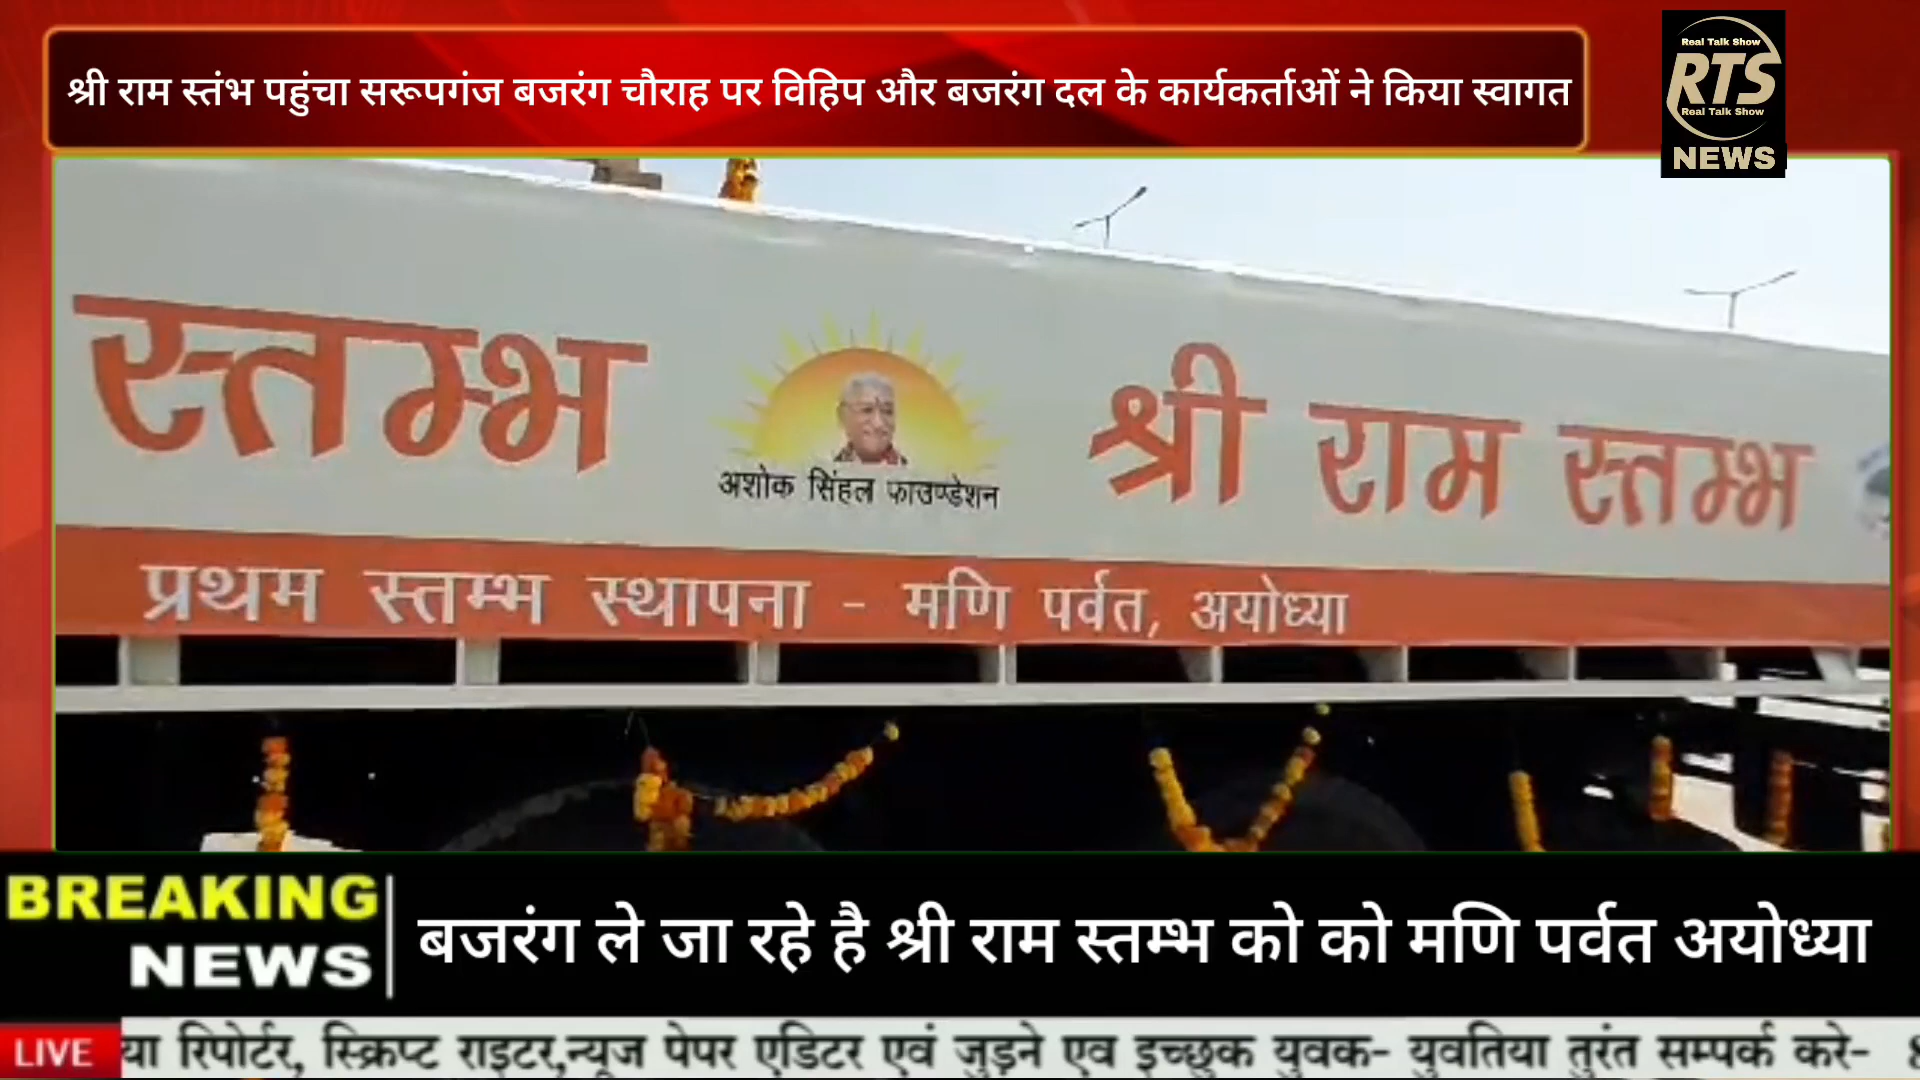 श्री राम स्तंभ पहुंचा सरूपगंज बजरंग चौराह पर विहिप और बजरंग दल के कार्यकर्ताओं ने किया स्वागत
Real Talk Show
RTS
Real Talk Show
NEWS
स्तम्भ
श्री राम स्तम्भ
अशोक सिंहल फाउण्डेशन
प्रथम स्तम्भ स्थापना - मणि पर्वत, अयोध्या
BREAKING
NEWS
बजरंग ले जा रहे है श्री राम स्तम्भ को को मणि पर्वत अयोध्या
LIVE
या रिपोर्टर, स्क्रिप्ट राइटर,न्यूज पेपर एडिटर एवं जुड़ने एव इच्छुक युवक- युवतिया तुरंत सम्पर्क करे-